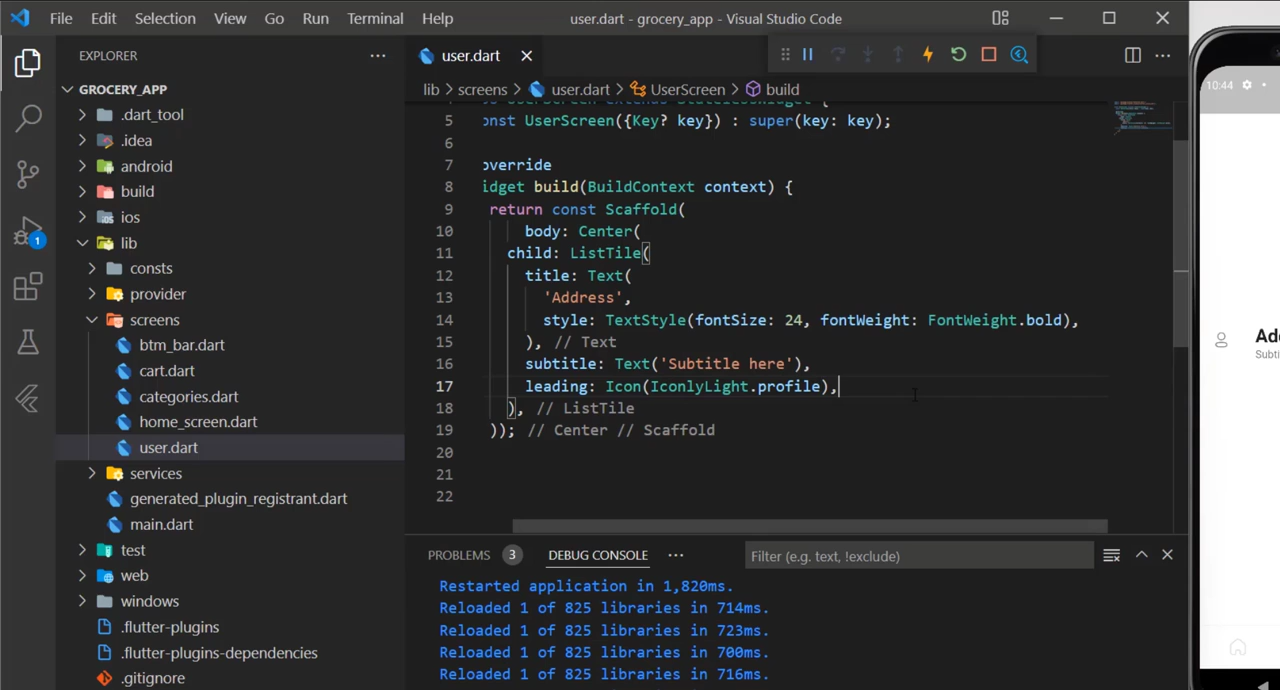 File Edit Selection View Go Run Terminal Help
user.dart - grocery_app - Visual Studio Code
EXPLORER
GROCERY_APP
.dart_tool
.idea
android
build
ios
lib
consts
provider
screens
btm_bar.dart
cart.dart
categories.dart
home_screen.dart
user.dart
services
generated_plugin_registrant.dart
main.dart
test
web
windows
.flutter-plugins
.flutter-plugins-dependencies
.gitignore
1
user.dart
lib > screens > user.dart > UserScreen > build
5 onst UserScreen({Key? key}) : super(key: key);
6
7 override
8 idget build(BuildContext context) {
9 return const Scaffold(
10 body: Center(
11 child: ListTile(
12 title: Text(
13 'Address',
14 style: TextStyle(fontSize: 24, fontWeight: FontWeight.bold),
15 ), // Text
16 subtitle: Text('Subtitle here'),
17 leading: Icon(IconlyLight.profile),
18 ), // ListTile
19 )); // Center // Scaffold
20
21
22
PROBLEMS 3 DEBUG CONSOLE
Filter (e.g. text, !exclude)
Restarted application in 1,820ms.
Reloaded 1 of 825 libraries in 714ms.
Reloaded 1 of 825 libraries in 723ms.
Reloaded 1 of 825 libraries in 700ms.
Reloaded 1 of 825 libraries in 716ms.
10:44
Add
Subti